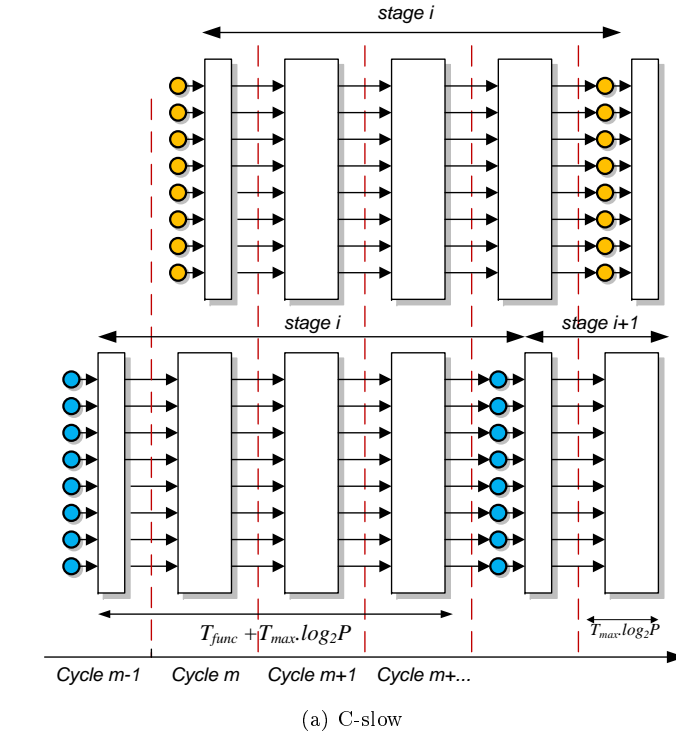 stage i
stage i
stage i+1
T_func +T_max.log_2P
T_max.log_2P
Cycle m-1
Cycle m
Cycle m+1
Cycle m+...
(a) C-slow